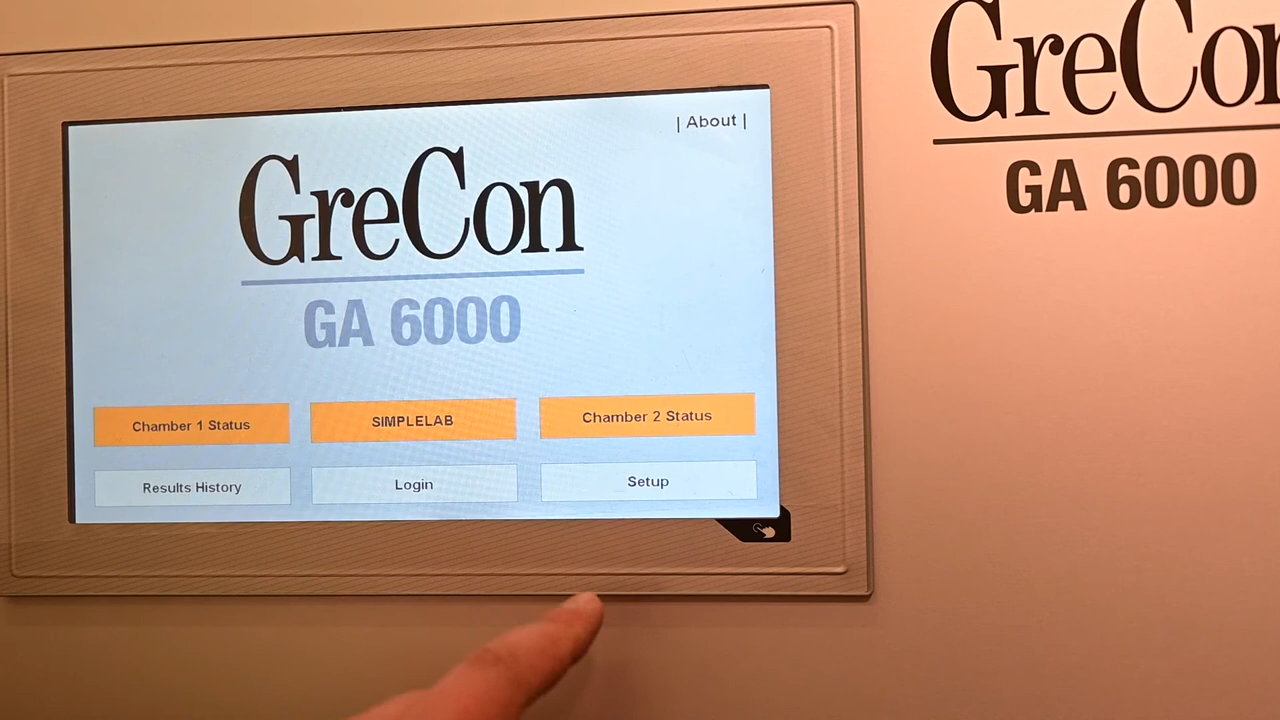 | About |
GreCon
GA 6000
Chamber 1 Status
SIMPLELAB
Chamber 2 Status
Results History
Login
Setup
GreCon
GA 6000